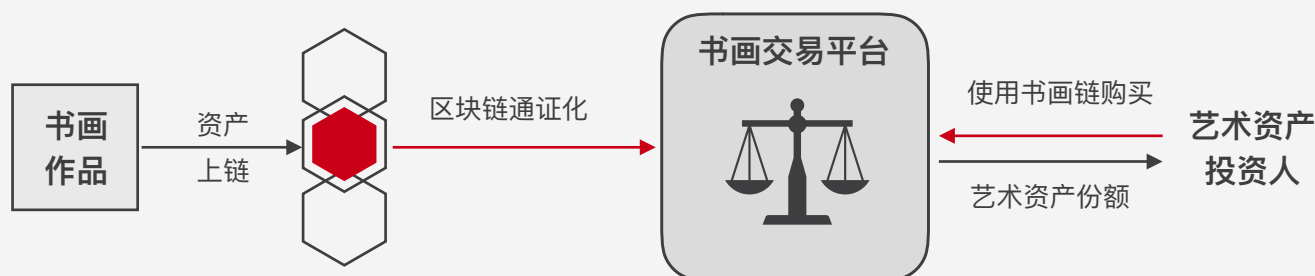 书画
作品
资产
上链
区块链通证化
书画交易平台
使用书画链购买
艺术资产份额
艺术资产
投资人